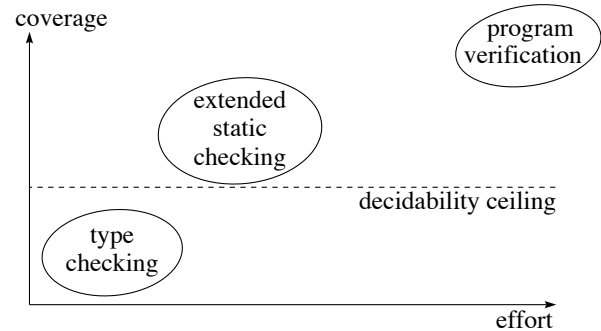 coverage
program
verification
extended
static
checking
decidability ceiling
type
checking
effort